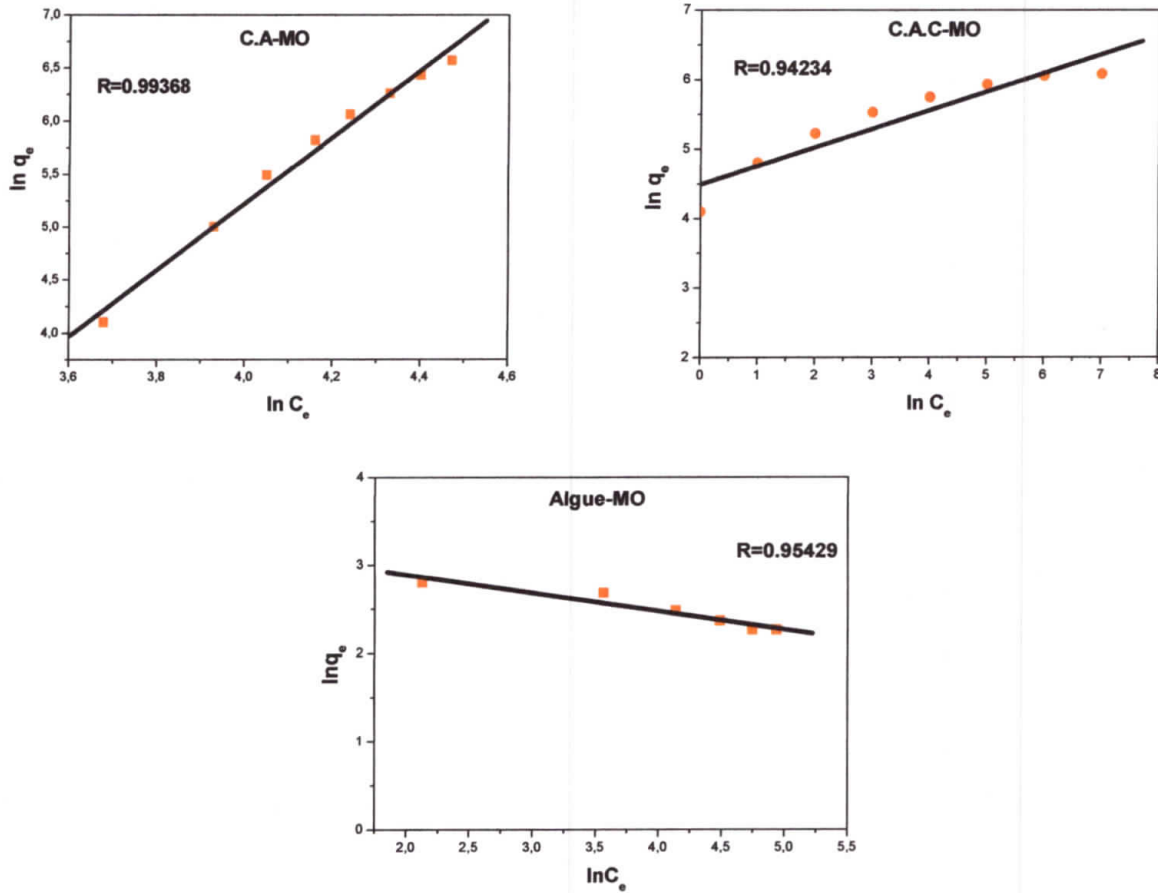 C.A-MO
R=0.99368
7,0
6,5
6,0
5,5
5,0
4,5
4,0
ln qₑ
3,6 3,8 4,0 4,2 4,4 4,6
ln Cₑ
C.A.C-MO
R=0.94234
7
6
5
4
3
2
ln qₑ
0 1 2 3 4 5 6 7 8
ln Cₑ
Algue-MO
R=0.95429
4
3
2
1
0
lnqₑ
2,0 2,5 3,0 3,5 4,0 4,5 5,0 5,5
lnCₑ